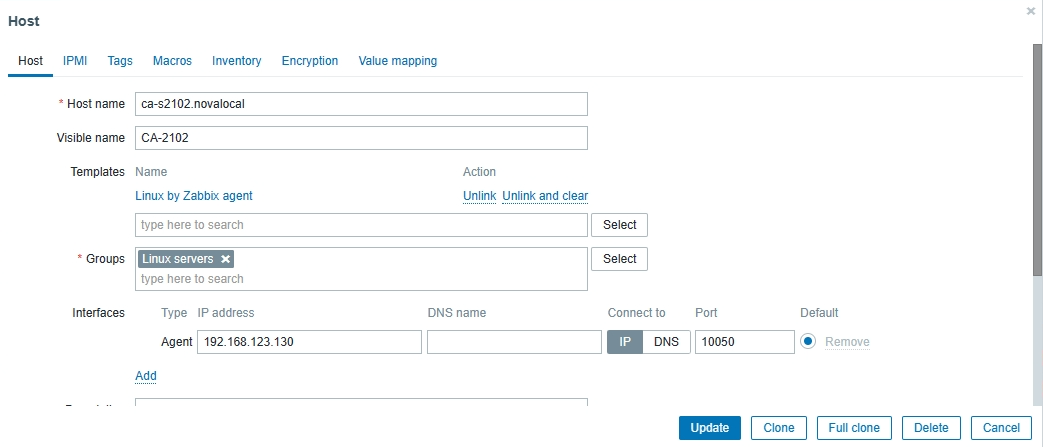 Host
Host IPMI Tags Macros Inventory Encryption Value mapping
* Host name ca-s2102.novalocal
Visible name CA-2102
Templates Name Action
Linux by Zabbix agent Unlink Unlink and clear
type here to search Select
* Groups Linux servers Select
type here to search
Interfaces Type IP address DNS name Connect to Port Default
Agent 192.168.123.130 IP DNS 10050 Remove
Add
Update Clone Full clone Delete Cancel